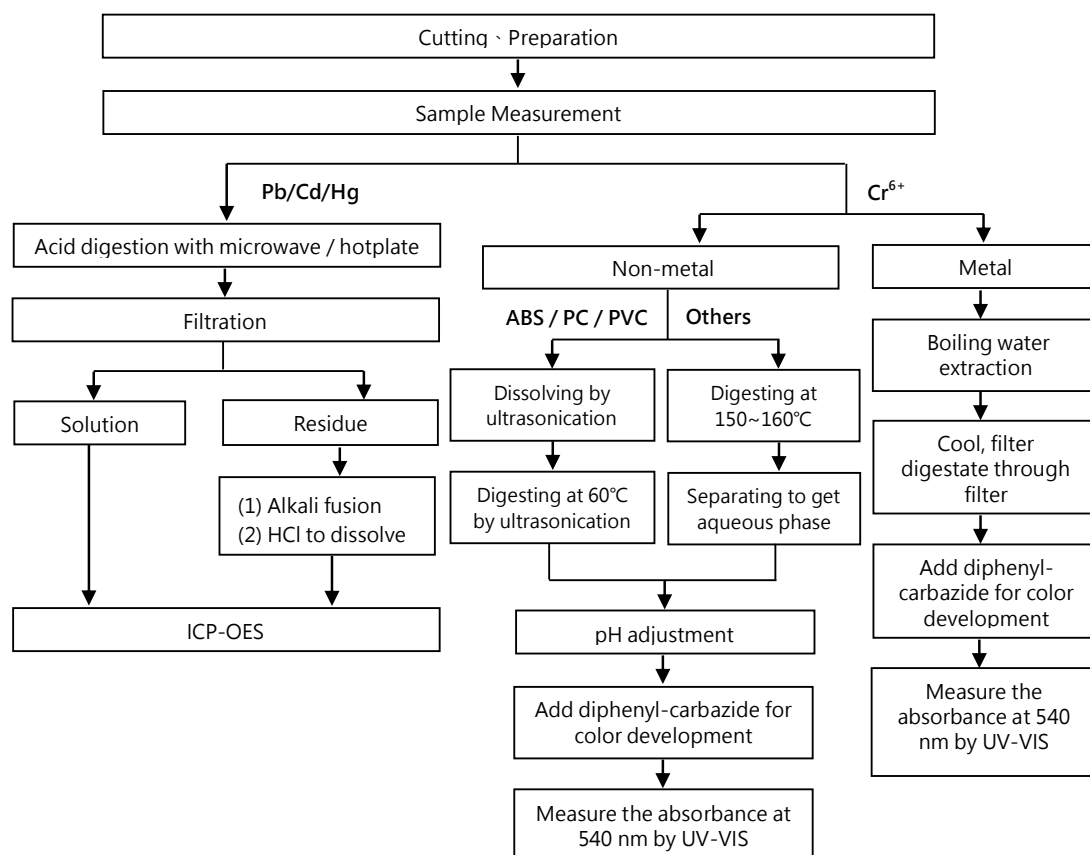 Cutting、Preparation
Sample Measurement
Pb/Cd/Hg
Cr6+
Acid digestion with microwave / hotplate
Non-metal
Metal
Filtration
ABS / PC / PVC
Others
Boiling water
extraction
Solution
Residue
Dissolving by
ultrasonication
Digesting at
150~160℃
Cool, filter
digestate through
filter
(1) Alkali fusion
(2) HCl to dissolve
Digesting at 60℃
by ultrasonication
Separating to get
aqueous phase
Add diphenyl-
carbazide for color
development
ICP-OES
pH adjustment
Measure the
absorbance at 540
nm by UV-VIS
Add diphenyl-carbazide for
color development
Measure the absorbance at
540 nm by UV-VIS